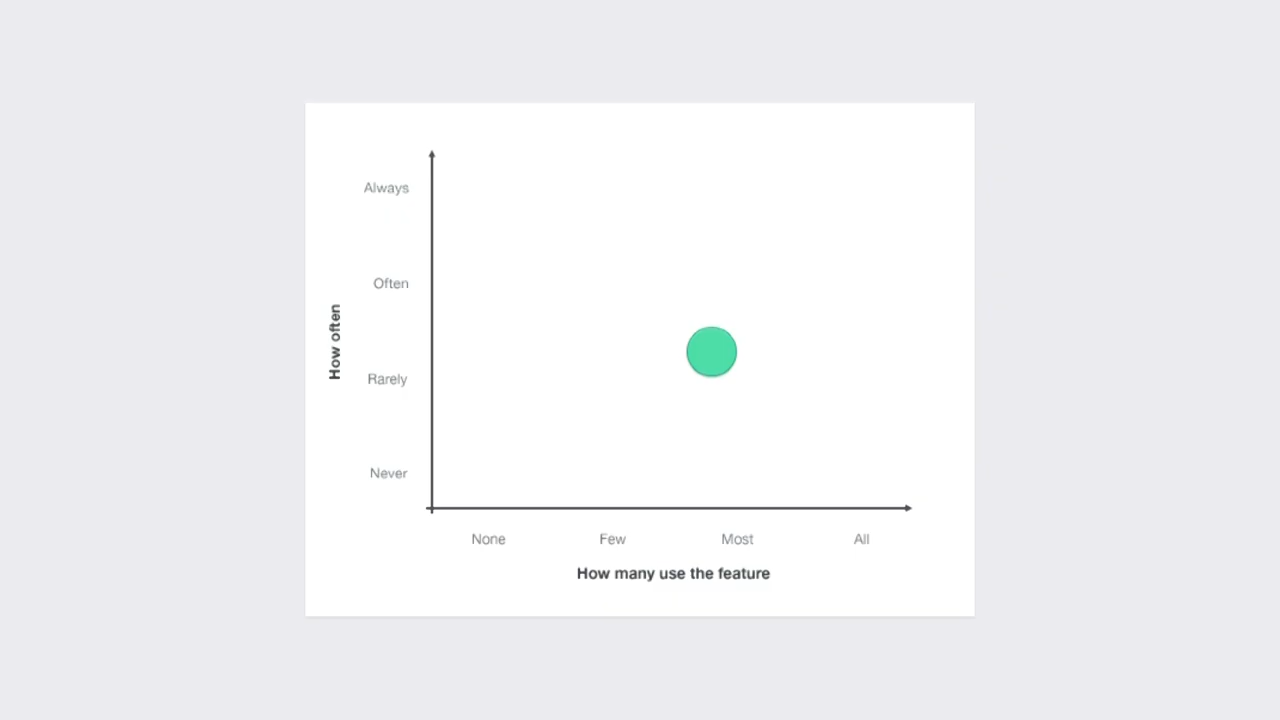 Always
Often
How often
Rarely
Never
None Few Most All
How many use the feature